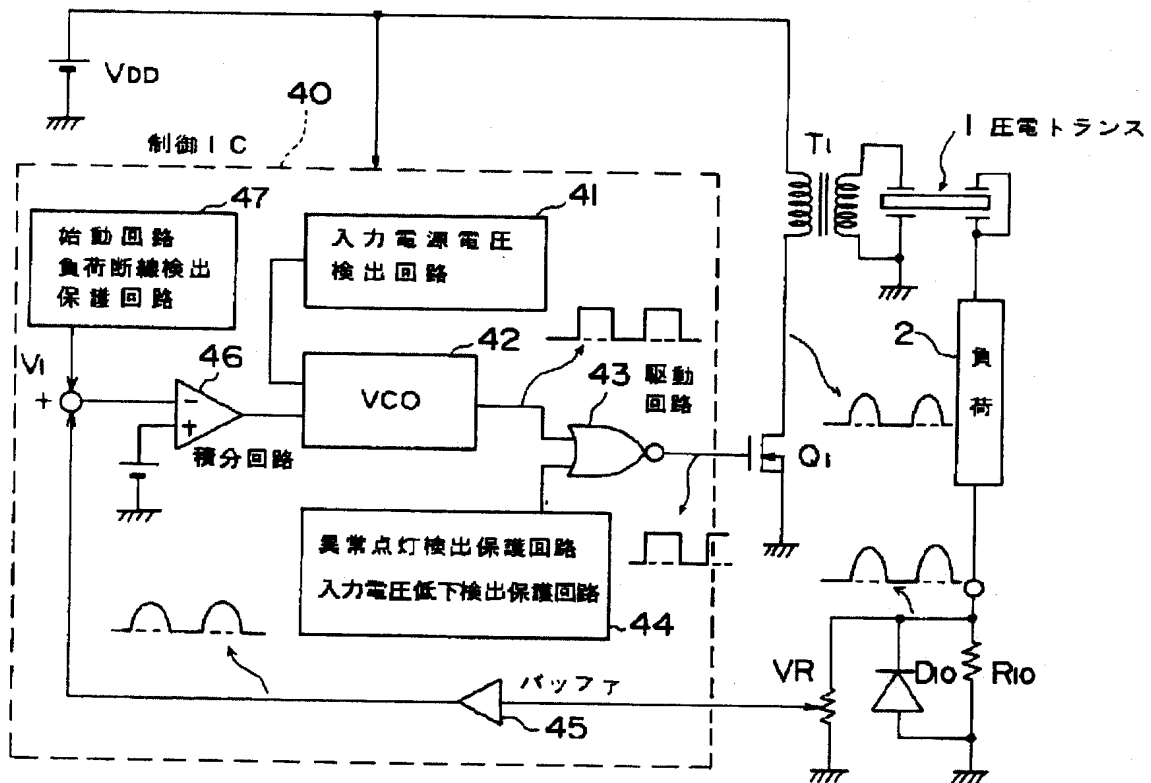 VDD
40
制御IC
T1
1 圧電トランス
47
始動回路
負荷断線検出
保護回路
41
入力電源電圧
検出回路
V1
+
46
−
+
積分回路
42
VCO
43 駆動
回路
Q1
2
負荷
異常点灯検出保護回路
入力電圧低下検出保護回路
44
バッファ
45
VR
D10
R10